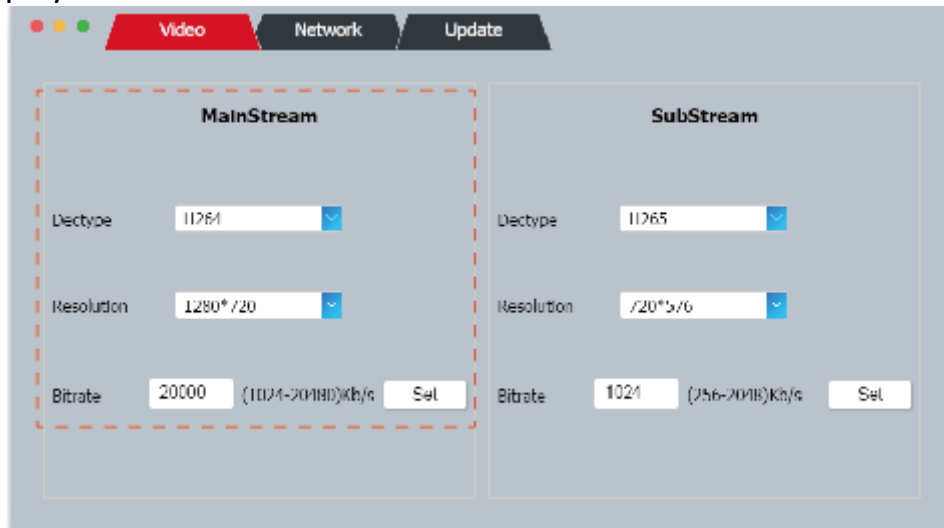 Video Network Update
MainStream
Dectype H264
Resolution 1280*720
Bitrate 20000 (1024-20480)Kb/s Set
SubStream
Dectype H265
Resolution 720*576
Bitrate 1024 (256-2048)Kb/s Set